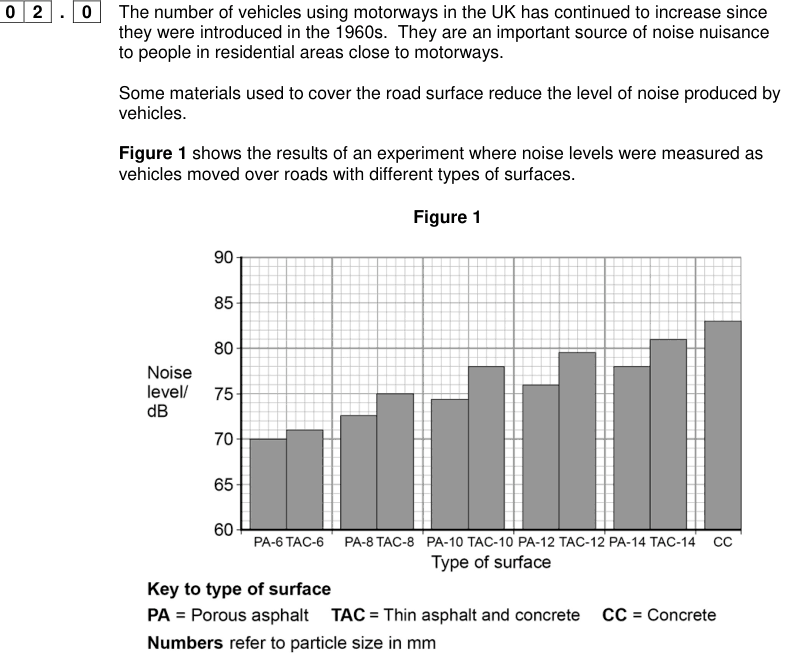 0 2 . 0 The number of vehicles using motorways in the UK has continued to increase since
they were introduced in the 1960s. They are an important source of noise nuisance
to people in residential areas close to motorways.
Some materials used to cover the road surface reduce the level of noise produced by
vehicles.
Figure 1 shows the results of an experiment where noise levels were measured as
vehicles moved over roads with different types of surfaces.
Figure 1
90
85
80
75
70
65
60
Noise
level/
dB
PA-6 TAC-6 PA-8 TAC-8 PA-10 TAC-10 PA-12 TAC-12 PA-14 TAC-14 CC
Type of surface
Key to type of surface
PA = Porous asphalt TAC = Thin asphalt and concrete CC = Concrete
Numbers refer to particle size in mm